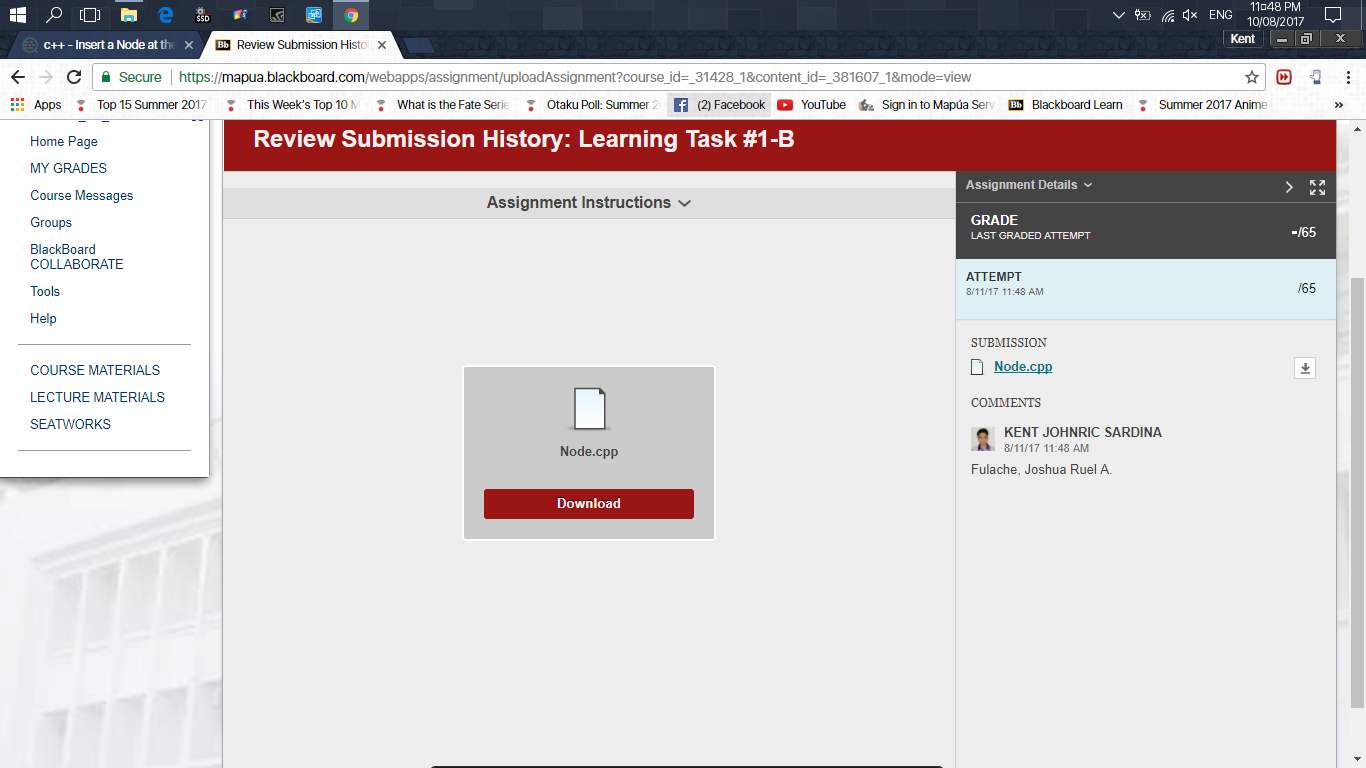 11:48 PM
ENG
10/08/2017
SSD
Kent
c++ - Insert a Node at the
Bb Review Submission Histo
Secure https://mapua.blackboard.com/webapps/assignment/uploadAssignment?course_id=_31428_1&content_id=_381607_1&mode=view
Apps Top 15 Summer 2017 This Week's Top 10 What is the Fate Serie Otaku Poll: Summer 2 (2) Facebook YouTube Sign in to Mapúa Serv Bb Blackboard Learn Summer 2017 Anime »
Home Page
MY GRADES
Course Messages
Groups
BlackBoard
COLLABORATE
Tools
Help
COURSE MATERIALS
LECTURE MATERIALS
SEATWORKS
Review Submission History: Learning Task #1-B
Assignment Instructions
Node.cpp
Download
Assignment Details
GRADE
LAST GRADED ATTEMPT
-/65
ATTEMPT
8/11/17 11:48 AM
/65
SUBMISSION
Node.cpp
COMMENTS
KENT JOHNRIC SARDINA
8/11/17 11:48 AM
Fulache, Joshua Ruel A.